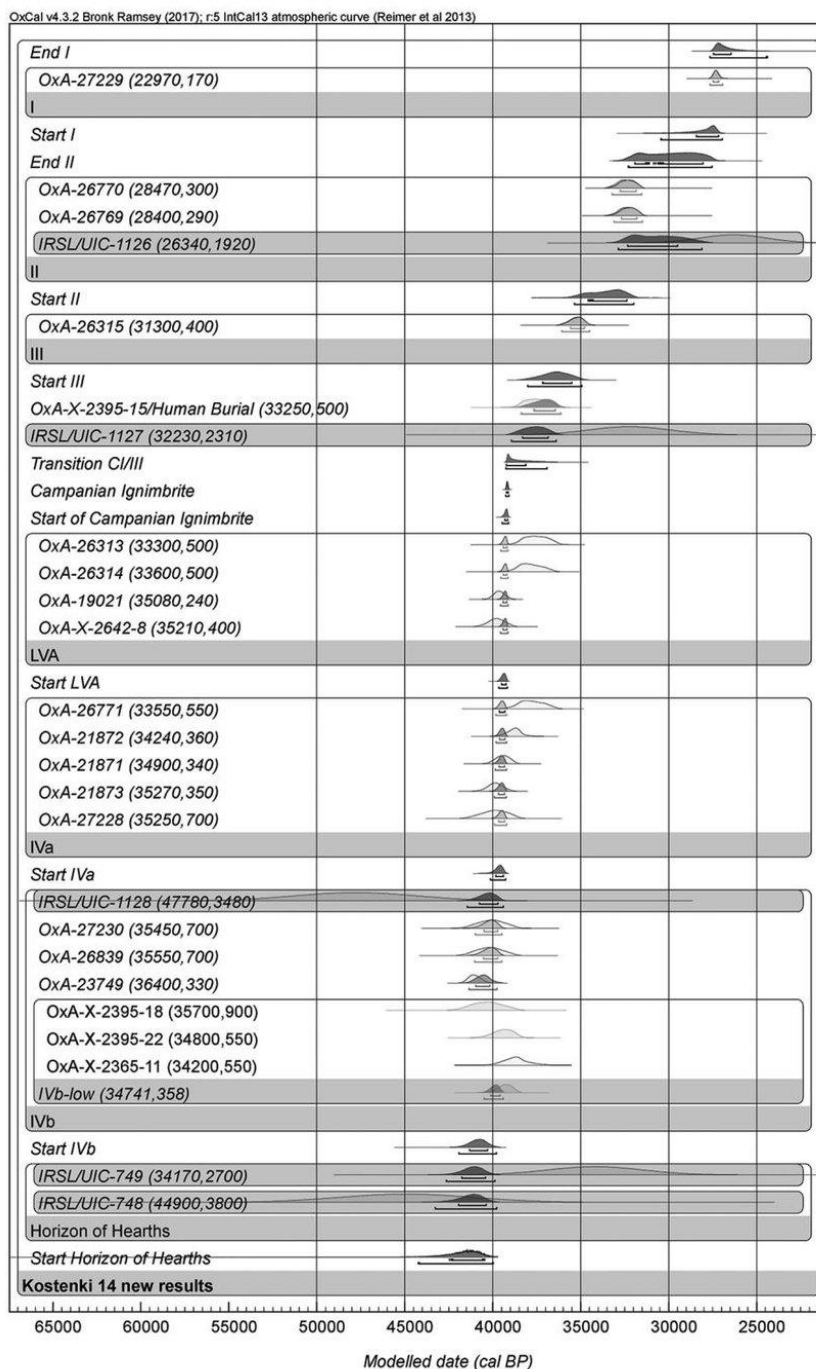 OxCal v4.3.2 Bronk Ramsey (2017); r:5 IntCal13 atmospheric curve (Reimer et al 2013)
End I
OxA-27229 (22970,170)
I
Start I
End II
OxA-26770 (28470,300)
OxA-26769 (28400,290)
IRSL/UIC-1126 (26340,1920)
II
Start II
OxA-26315 (31300,400)
III
Start III
OxA-X-2395-15/Human Burial (33250,500)
IRSL/UIC-1127 (32230,2310)
Transition CI/III
Campanian Ignimbrite
Start of Campanian Ignimbrite
OxA-26313 (33300,500)
OxA-26314 (33600,500)
OxA-19021 (35080,240)
OxA-X-2642-8 (35210,400)
LVA
Start LVA
OxA-26771 (33550,550)
OxA-21872 (34240,360)
OxA-21871 (34900,340)
OxA-21873 (35270,350)
OxA-27228 (35250,700)
IVa
Start IVa
IRSL/UIC-1128 (47780,3480)
OxA-27230 (35450,700)
OxA-26839 (35550,700)
OxA-23749 (36400,330)
OxA-X-2395-18 (35700,900)
OxA-X-2395-22 (34800,550)
OxA-X-2365-11 (34200,550)
IVb-low (34741,358)
IVb
Start IVb
IRSL/UIC-749 (34170,2700)
IRSL/UIC-748 (44900,3800)
Horizon of Hearths
Start Horizon of Hearths
Kostenki 14 new results
65000 60000 55000 50000 45000 40000 35000 30000 25000
Modelled date (cal BP)